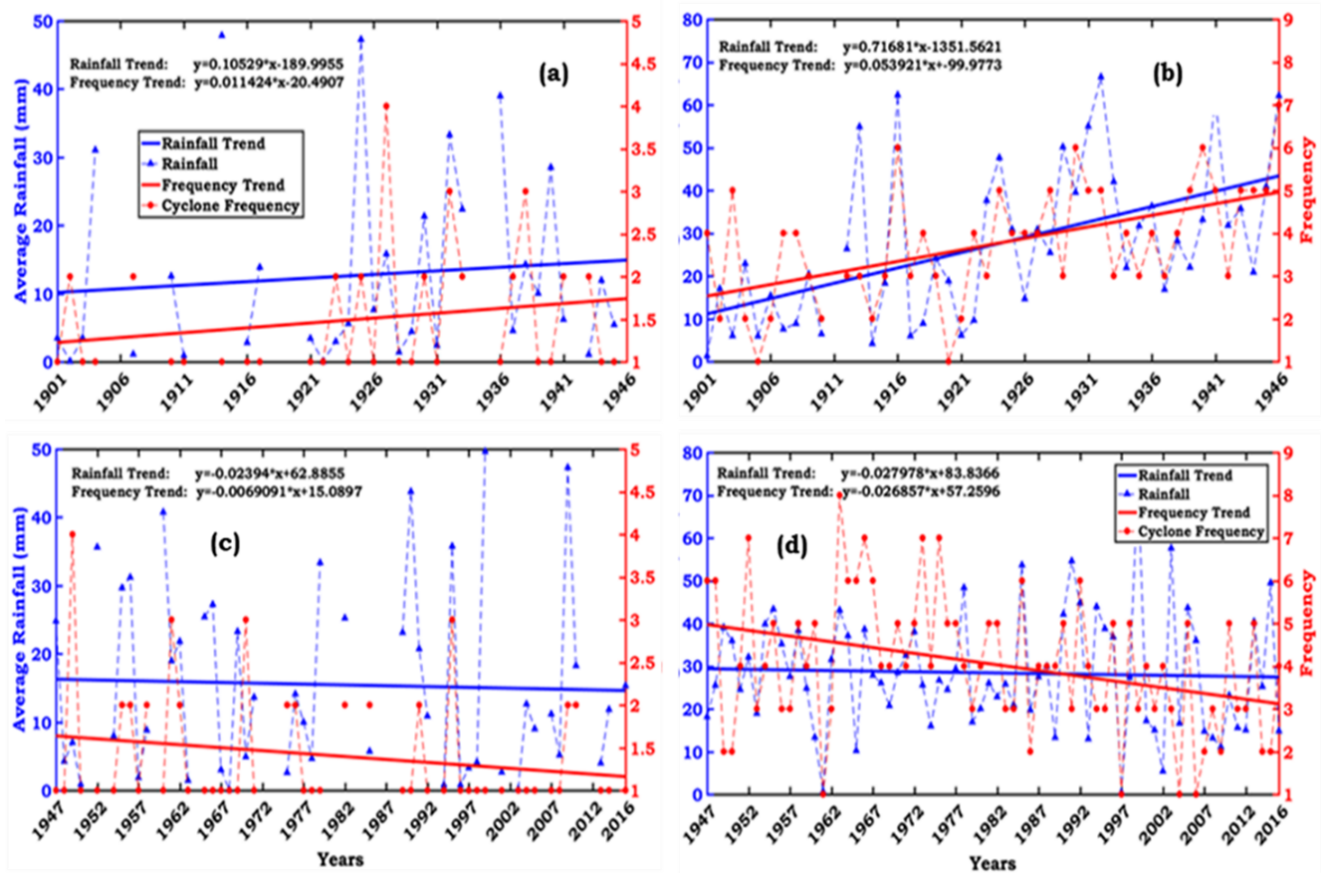 50
40
30
20
10
0
Average Rainfall (mm)
Rainfall Trend: y=0.10529*x-189.9955
Frequency Trend: y=0.011424*x-20.4907
(a)
Rainfall Trend
Rainfall
Frequency Trend
Cyclone Frequency
5
4.5
4
3.5
3
2.5
2
1.5
1
1901 1906 1911 1916 1921 1926 1931 1936 1941 1946
80
70
60
50
40
30
20
10
0
Rainfall Trend: y=0.71681*x-1351.5621
Frequency Trend: y=0.053921*x+-99.9773
(b)
9
8
7
6
5
4
3
2
1
Frequency
1901 1906 1911 1916 1921 1926 1931 1936 1941 1946
50
40
30
20
10
0
Average Rainfall (mm)
Rainfall Trend: y=-0.02394*x+62.8855
Frequency Trend: y=-0.0069091*x+15.0897
(c)
5
4.5
4
3.5
3
2.5
2
1.5
1
1947 1952 1957 1962 1967 1972 1977 1982 1987 1992 1997 2002 2007 2012 2016
Years
80
70
60
50
40
30
20
10
0
Rainfall Trend: y=-0.027978*x+83.8366
Frequency Trend: y=-0.026857*x+57.2596
(d)
Rainfall Trend
Rainfall
Frequency Trend
Cyclone Frequency
9
8
7
6
5
4
3
2
1
Frequency
1947 1952 1957 1962 1967 1972 1977 1982 1987 1992 1997 2002 2007 2012 2016
Years